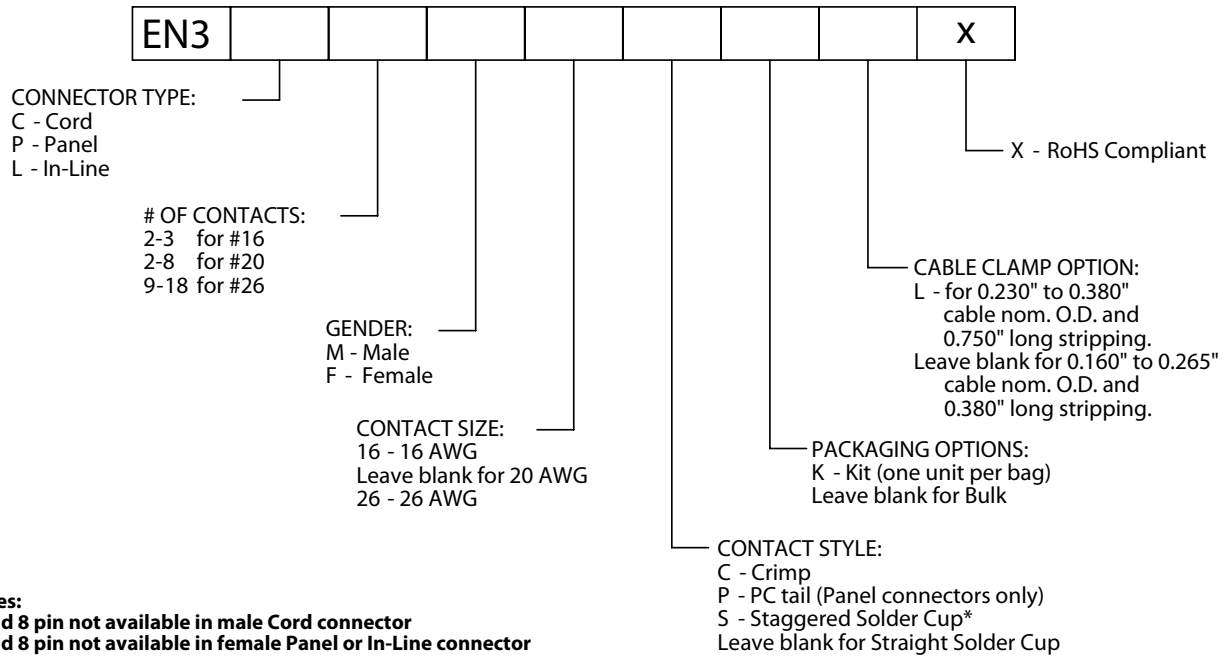 EN3 X
CONNECTOR TYPE:
C - Cord
P - Panel
L - In-Line
X - RoHS Compliant
# OF CONTACTS:
2-3 for #16
2-8 for #20
9-18 for #26
CABLE CLAMP OPTION:
L - for 0.230" to 0.380"
cable nom. O.D. and
0.750" long stripping.
Leave blank for 0.160" to 0.265"
cable nom. O.D. and
0.380" long stripping.
GENDER:
M - Male
F - Female
CONTACT SIZE:
16 - 16 AWG
Leave blank for 20 AWG
26 - 26 AWG
PACKAGING OPTIONS:
K - Kit (one unit per bag)
Leave blank for Bulk
CONTACT STYLE:
C - Crimp
P - PC tail (Panel connectors only)
S - Staggered Solder Cup*
Leave blank for Straight Solder Cup
8 pin not available in male Cord connector
8 pin not available in female Panel or In-Line connector